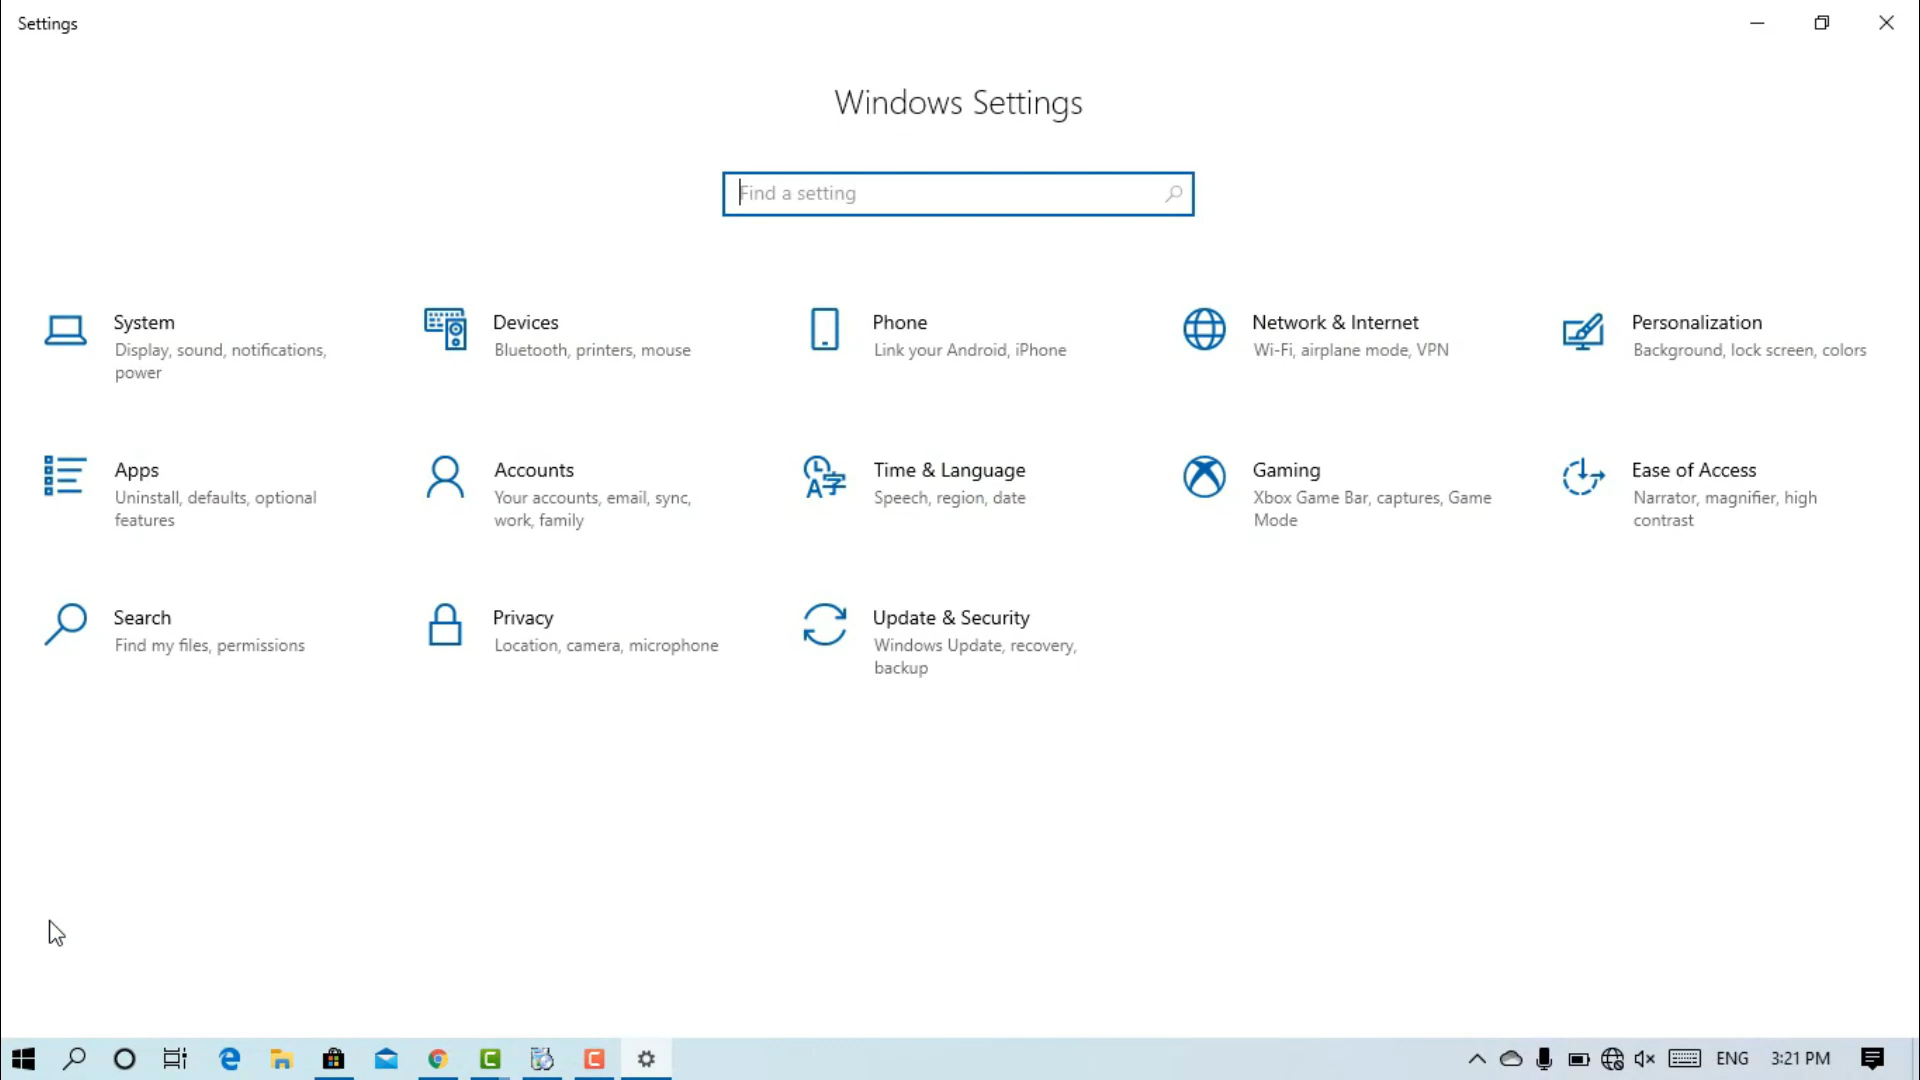 Settings
Windows Settings
Find a setting
System
Display, sound, notifications,
power
Devices
Bluetooth, printers, mouse
Phone
Link your Android, iPhone
Network & Internet
Wi-Fi, airplane mode, VPN
Personalization
Background, lock screen, colors
Apps
Uninstall, defaults, optional
features
Accounts
Your accounts, email, sync,
work, family
Time & Language
Speech, region, date
Gaming
Xbox Game Bar, captures, Game
Mode
Ease of Access
Narrator, magnifier, high
contrast
Search
Find my files, permissions
Privacy
Location, camera, microphone
Update & Security
Windows Update, recovery,
backup
ENG
3:21 PM